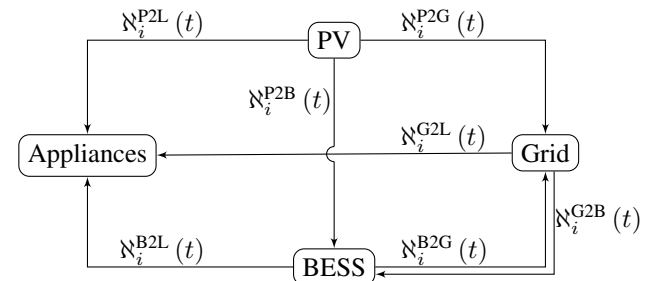 ℵ_i^{P2L} (t)
PV
ℵ_i^{P2G} (t)
ℵ_i^{P2B} (t)
ℵ_i^{G2L} (t)
Appliances
Grid
ℵ_i^{G2B} (t)
ℵ_i^{B2L} (t)
BESS
ℵ_i^{B2G} (t)